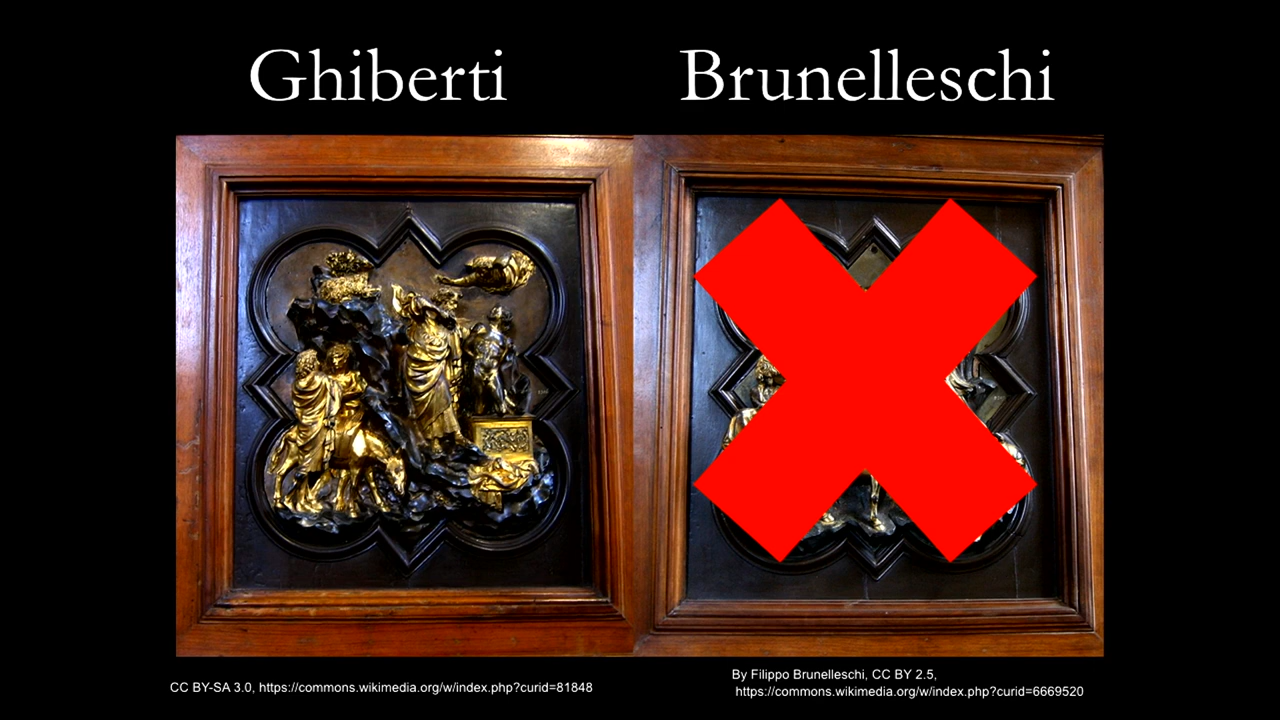 Ghiberti
Brunelleschi
CC BY-SA 3.0, https://commons.wikimedia.org/w/index.php?curid=81848
By Filippo Brunelleschi, CC BY 2.5,
https://commons.wikimedia.org/w/index.php?curid=6669520